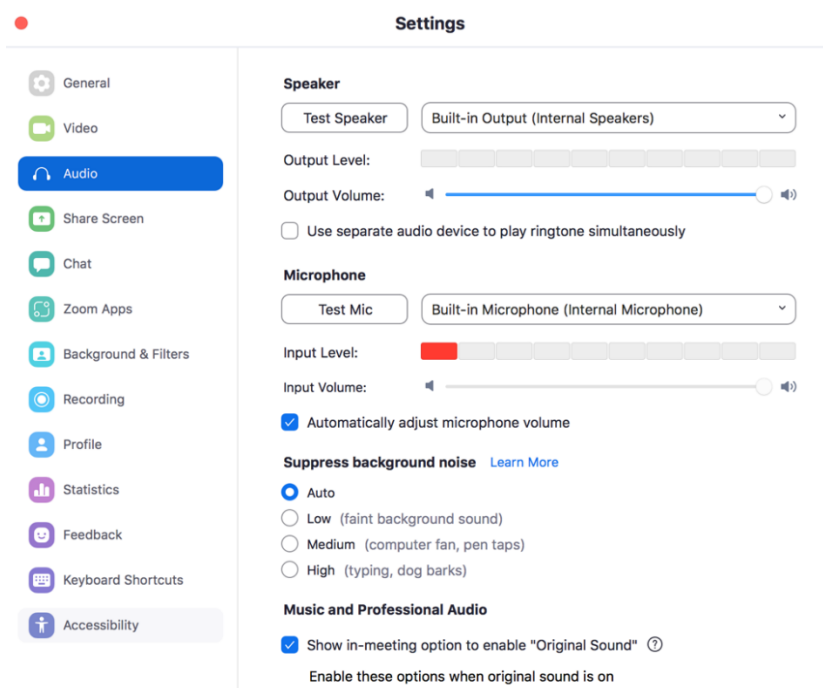 Settings
General
Video
Audio
Share Screen
Chat
Zoom Apps
Background & Filters
Recording
Profile
Statistics
Feedback
Keyboard Shortcuts
Accessibility
Speaker
Test Speaker Built-in Output (Internal Speakers)
Output Level:
Output Volume:
Use separate audio device to play ringtone simultaneously
Microphone
Test Mic Built-in Microphone (Internal Microphone)
Input Level:
Input Volume:
Automatically adjust microphone volume
Suppress background noise Learn More
Auto
Low (faint background sound)
Medium (computer fan, pen taps)
High (typing, dog barks)
Music and Professional Audio
Show in-meeting option to enable "Original Sound" ?
Enable these options when original sound is on